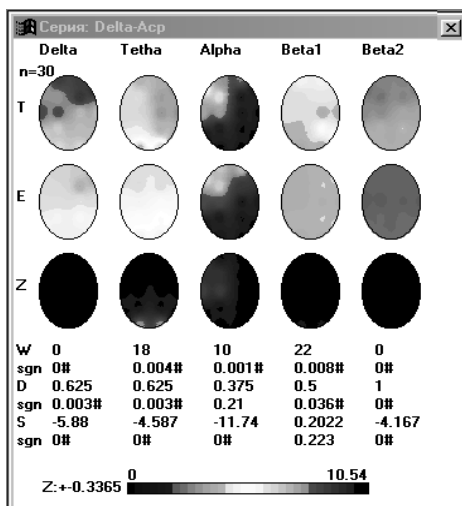 Серия: Delta-Аср
Delta Tetha Alpha Beta1 Beta2
n=30
T
E
Z
W 0 18 10 22 0
sgn 0# 0.004# 0.001# 0.008# 0#
D 0.625 0.625 0.375 0.5 1
sgn 0.003# 0.003# 0.21 0.036# 0#
S -5.88 -4.587 -11.74 0.2022 -4.167
sgn 0# 0# 0# 0.223 0#
0 10.54
Z:+-0.3365